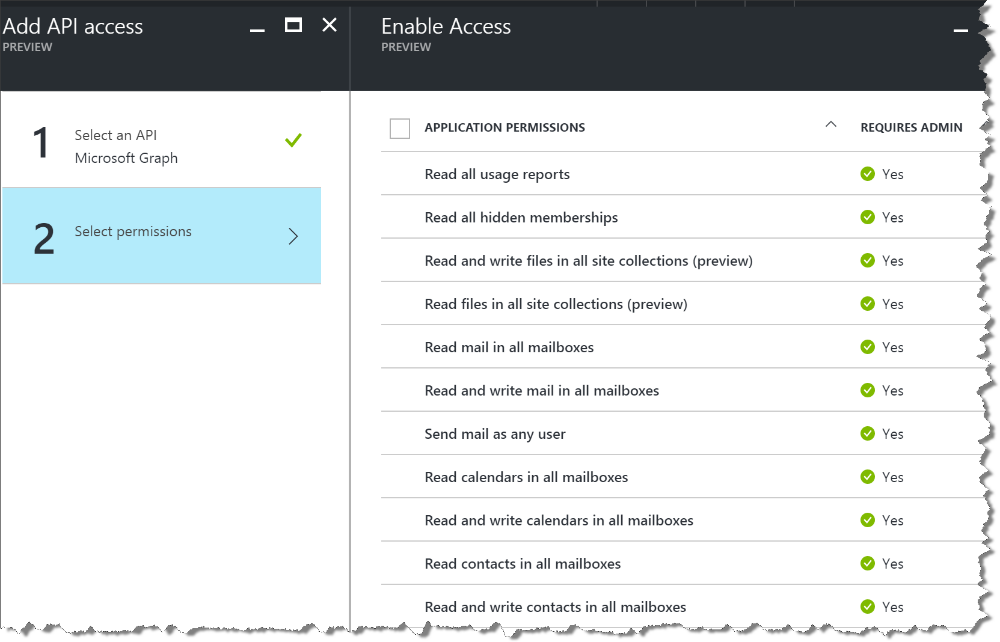 Add API access
PREVIEW
1
Select an API
Microsoft Graph
2
Select permissions
Enable Access
PREVIEW
APPLICATION PERMISSIONS REQUIRES ADMIN
Read all usage reports Yes
Read all hidden memberships Yes
Read and write files in all site collections (preview) Yes
Read files in all site collections (preview) Yes
Read mail in all mailboxes Yes
Read and write mail in all mailboxes Yes
Send mail as any user Yes
Read calendars in all mailboxes Yes
Read and write calendars in all mailboxes Yes
Read contacts in all mailboxes Yes
Read and write contacts in all mailboxes Yes